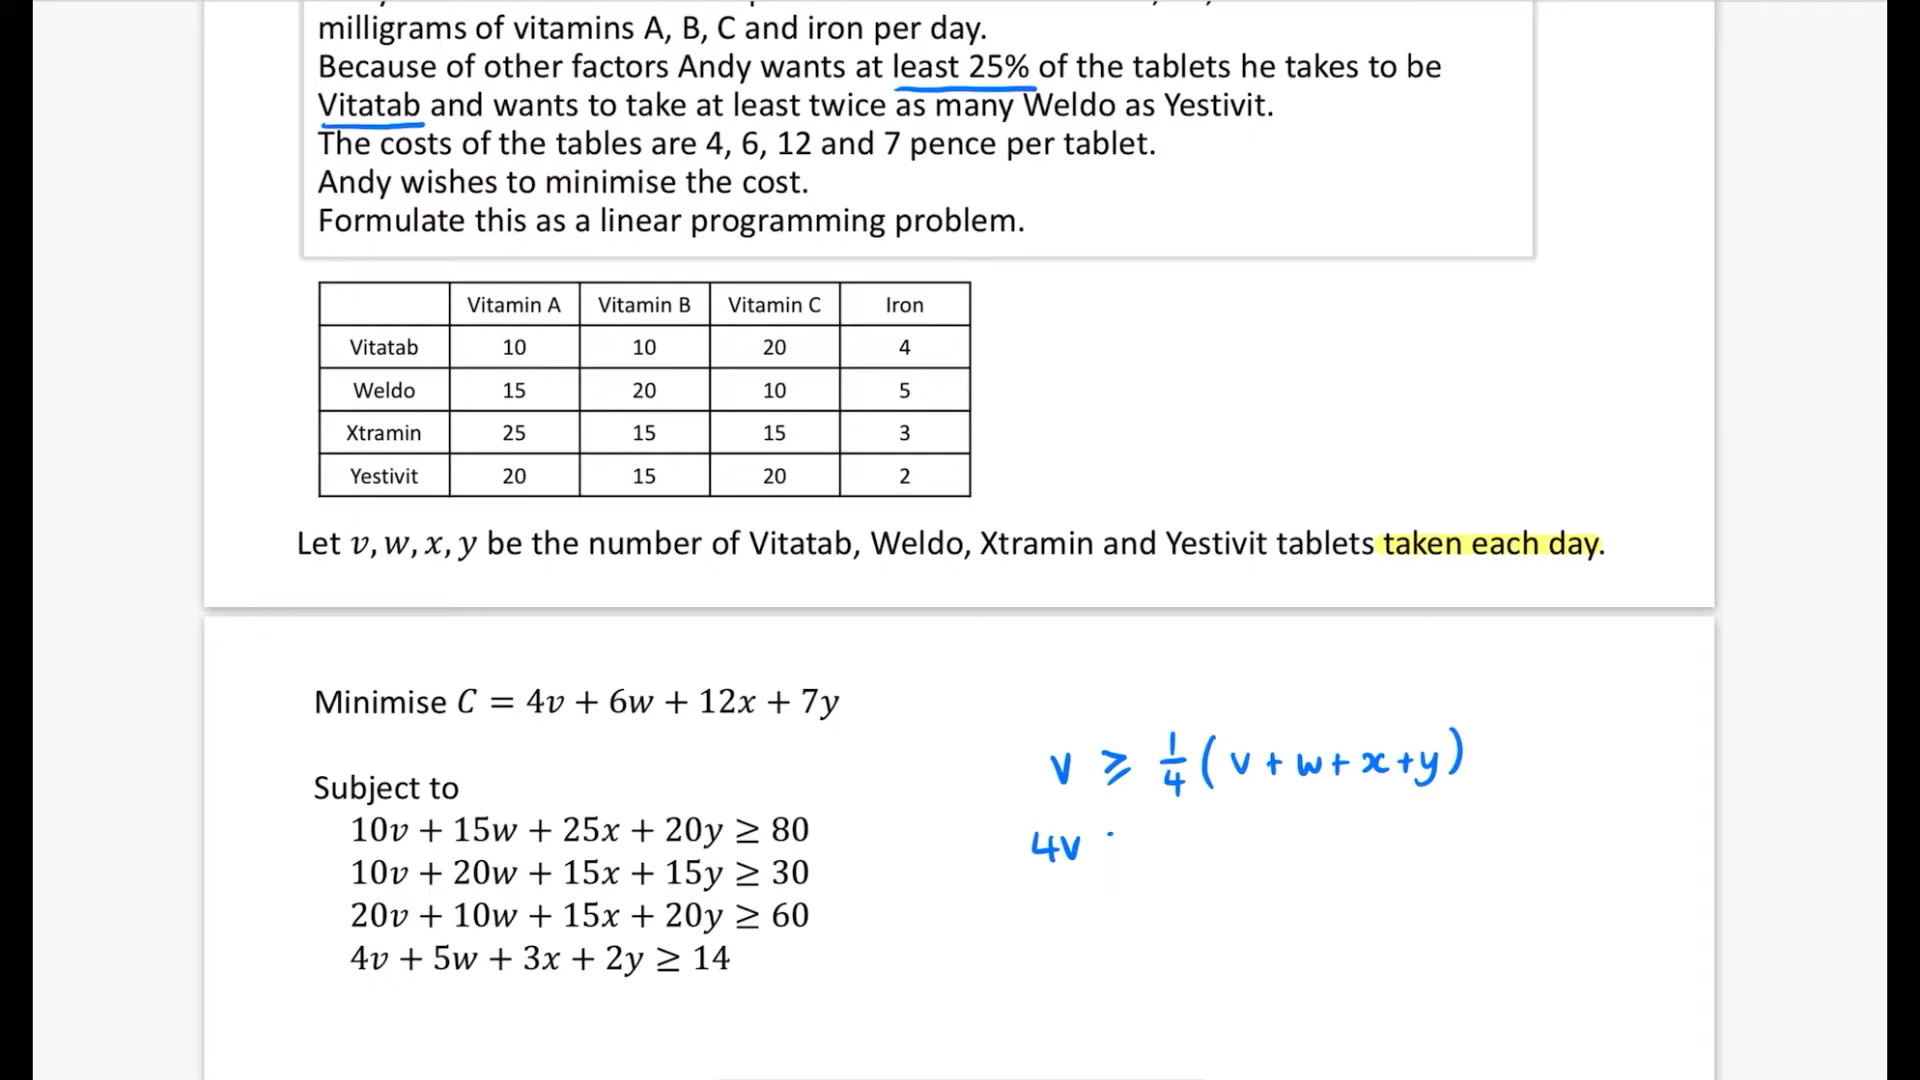 milligrams of vitamins A, B, C and iron per day.
Because of other factors Andy wants at least 25% of the tablets he takes to be
Vitatab and wants to take at least twice as many Weldo as Yestivit.
The costs of the tables are 4, 6, 12 and 7 pence per tablet.
Andy wishes to minimise the cost.
Formulate this as a linear programming problem.
Vitamin A Vitamin B Vitamin C Iron
Vitatab 10 10 20 4
Weldo 15 20 10 5
Xtramin 25 15 15 3
Yestivit 20 15 20 2
Let v, w, x, y be the number of Vitatab, Weldo, Xtramin and Yestivit tablets taken each day.
Minimise C = 4v + 6w + 12x + 7y
v ⩾ 1/4 ( v + w + x + y )
Subject to
10v + 15w + 25x + 20y ≥ 80
4v
10v + 20w + 15x + 15y ≥ 30
20v + 10w + 15x + 20y ≥ 60
4v + 5w + 3x + 2y ≥ 14